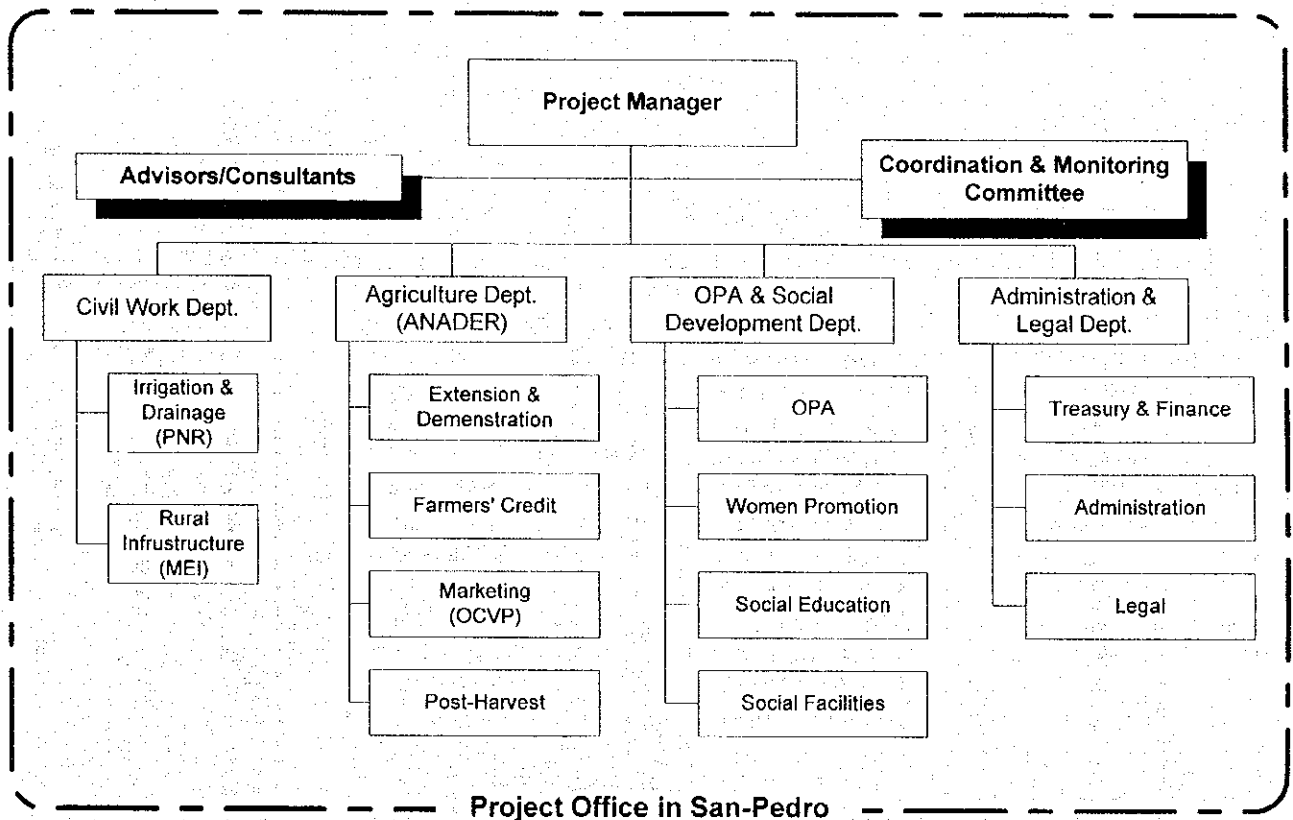 Project Manager
Advisors/Consultants
Coordination & Monitoring
Committee
Civil Work Dept.
Agriculture Dept.
(ANADER)
OPA & Social
Development Dept.
Administration &
Legal Dept.
Irrigation &
Drainage
(PNR)
Rural
Infrustructure
(MEI)
Extension &
Demenstration
Farmers' Credit
Marketing
(OCVP)
Post-Harvest
OPA
Women Promotion
Social Education
Social Facilities
Treasury & Finance
Administration
Legal
Project Office in San-Pedro